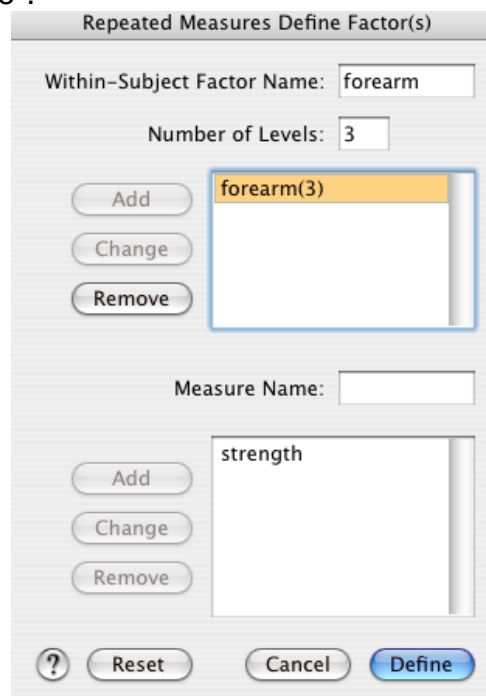 Repeated Measures Define Factor(s)
Within-Subject Factor Name: forearm
Number of Levels: 3
Add
forearm(3)
Change
Remove
Measure Name:
Add
strength
Change
Remove
? Reset Cancel Define